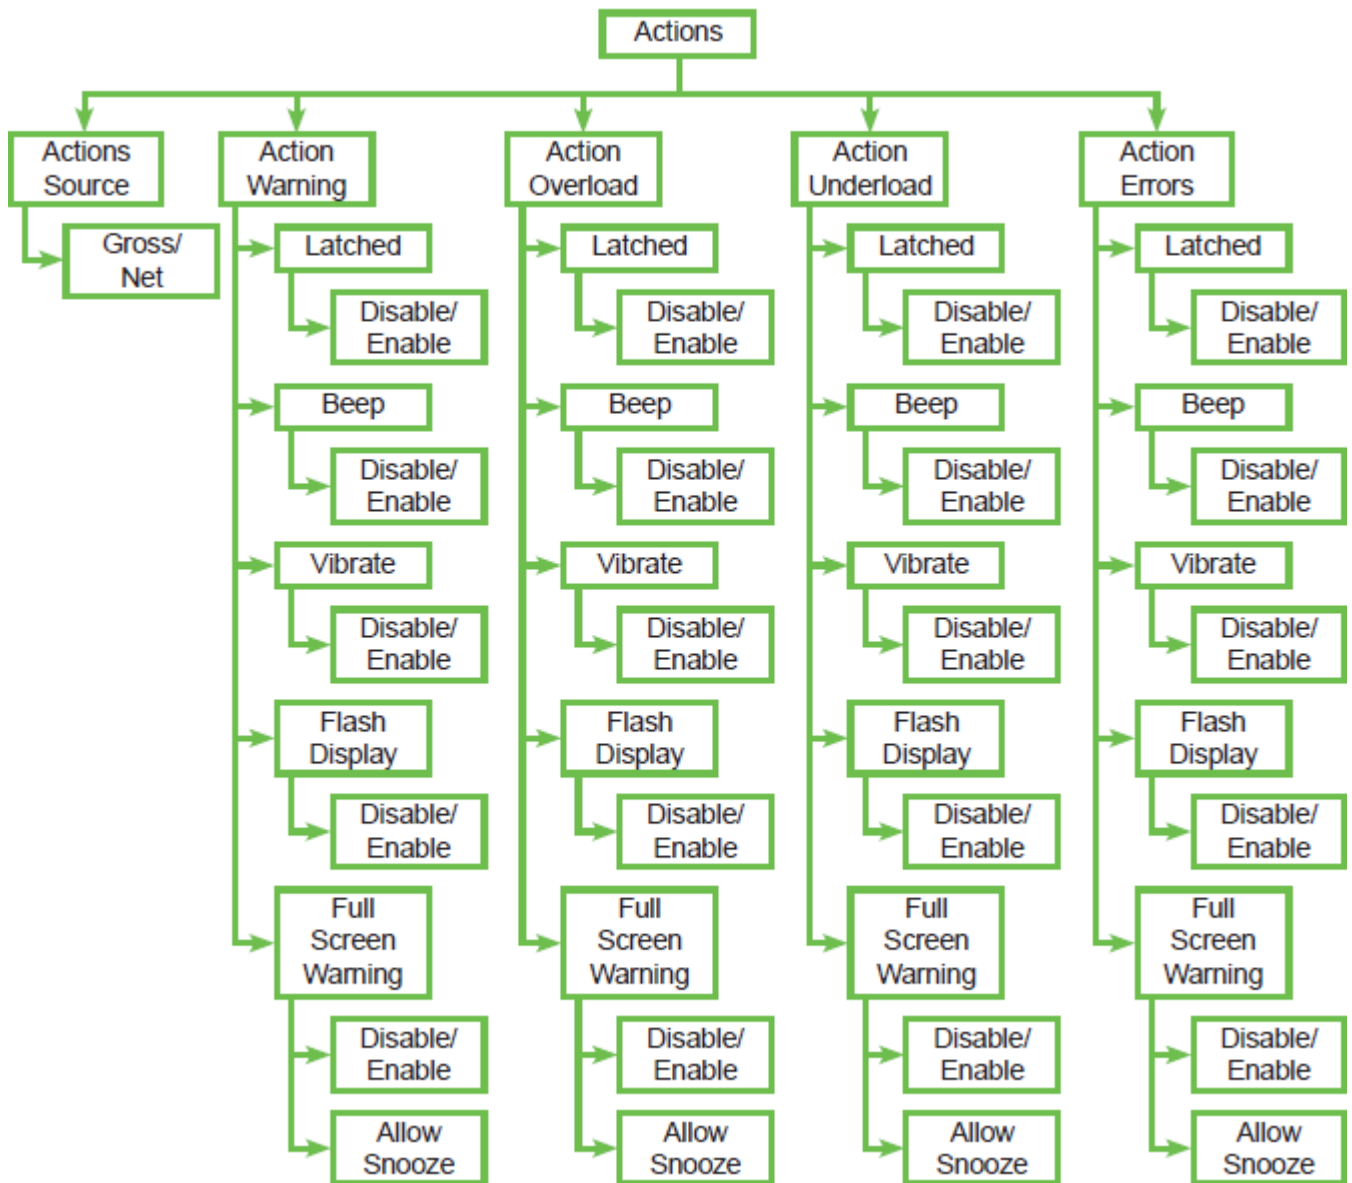 Actions
Actions
Source
Gross/
Net
Action
Warning
Latched
Disable/
Enable
Beep
Disable/
Enable
Vibrate
Disable/
Enable
Flash
Display
Disable/
Enable
Full
Screen
Warning
Disable/
Enable
Allow
Snooze
Action
Overload
Latched
Disable/
Enable
Beep
Disable/
Enable
Vibrate
Disable/
Enable
Flash
Display
Disable/
Enable
Full
Screen
Warning
Disable/
Enable
Allow
Snooze
Action
Underload
Latched
Disable/
Enable
Beep
Disable/
Enable
Vibrate
Disable/
Enable
Flash
Display
Disable/
Enable
Full
Screen
Warning
Disable/
Enable
Allow
Snooze
Action
Errors
Latched
Disable/
Enable
Beep
Disable/
Enable
Vibrate
Disable/
Enable
Flash
Display
Disable/
Enable
Full
Screen
Warning
Disable/
Enable
Allow
Snooze